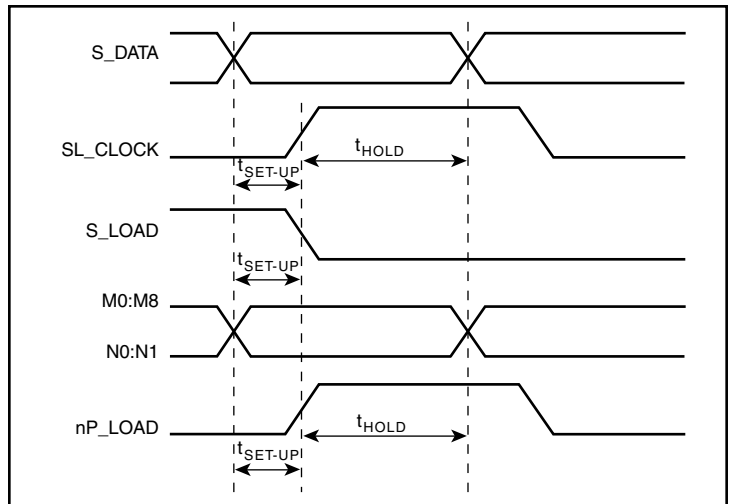 S_DATA
SL_CLOCK
tHOLD
tSET-UP
S_LOAD
tSET-UP
M0:M8
N0:N1
nP_LOAD
tHOLD
tSET-UP